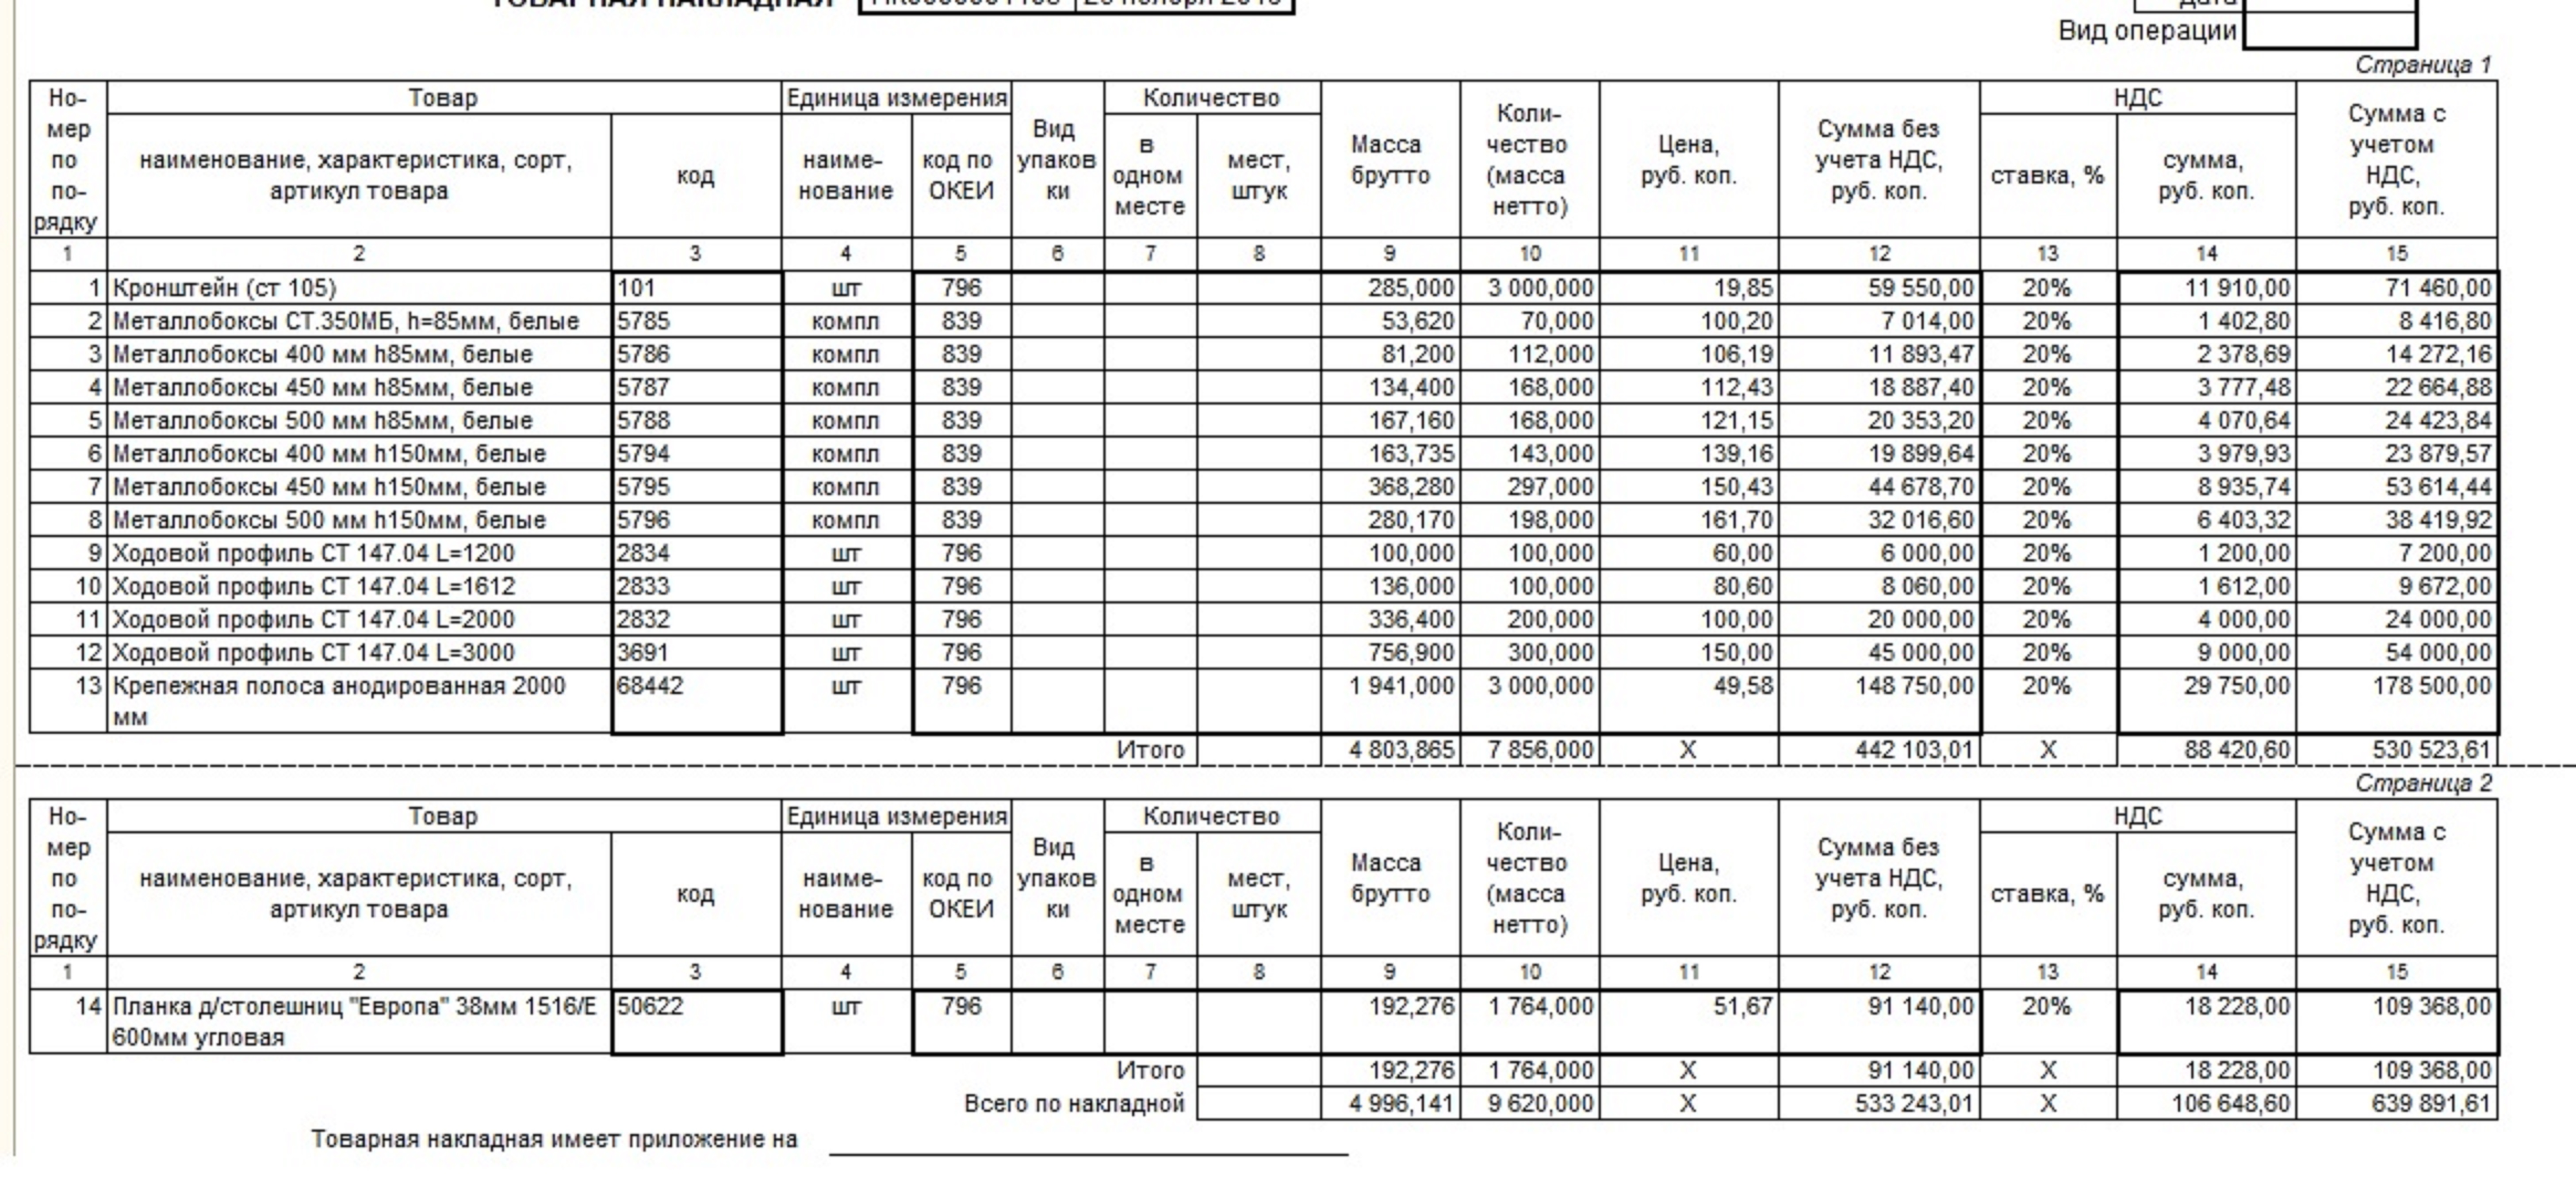 ТОВАРНАЯ НАКЛАДНАЯ
дата
Вид операции
Страница 1
Но- мер по по- рядку | Товар | Единица измерения | Вид упаков ки | Количество | Масса брутто | Коли- чество (масса нетто) | Цена, руб. коп. | Сумма без учета НДС, руб. коп. | НДС | Сумма с учетом НДС, руб. коп.
наименование, характеристика, сорт, артикул товара | код | наиме- нование | код по ОКЕИ | в одном месте | мест, штук | ставка, % | сумма, руб. коп.
1 2 3 4 5 6 7 8 9 10 11 12 13 14 15
1 Кронштейн (ст 105) 101 шт 796 285,000 3 000,000 19,85 59 550,00 20% 11 910,00 71 460,00
2 Металлобоксы СТ.350МБ, h=85мм, белые 5785 компл 839 53,620 70,000 100,20 7 014,00 20% 1 402,80 8 416,80
3 Металлобоксы 400 мм h85мм, белые 5786 компл 839 81,200 112,000 106,19 11 893,47 20% 2 378,69 14 272,16
4 Металлобоксы 450 мм h85мм, белые 5787 компл 839 134,400 168,000 112,43 18 887,40 20% 3 777,48 22 664,88
5 Металлобоксы 500 мм h85мм, белые 5788 компл 839 167,160 168,000 121,15 20 353,20 20% 4 070,64 24 423,84
6 Металлобоксы 400 мм h150мм, белые 5794 компл 839 163,735 143,000 139,16 19 899,64 20% 3 979,93 23 879,57
7 Металлобоксы 450 мм h150мм, белые 5795 компл 839 368,280 297,000 150,43 44 678,70 20% 8 935,74 53 614,44
8 Металлобоксы 500 мм h150мм, белые 5796 компл 839 280,170 198,000 161,70 32 016,60 20% 6 403,32 38 419,92
9 Ходовой профиль СТ 147.04 L=1200 2834 шт 796 100,000 100,000 60,00 6 000,00 20% 1 200,00 7 200,00
10 Ходовой профиль СТ 147.04 L=1612 2833 шт 796 136,000 100,000 80,60 8 060,00 20% 1 612,00 9 672,00
11 Ходовой профиль СТ 147.04 L=2000 2832 шт 796 336,400 200,000 100,00 20 000,00 20% 4 000,00 24 000,00
12 Ходовой профиль СТ 147.04 L=3000 3691 шт 796 756,900 300,000 150,00 45 000,00 20% 9 000,00 54 000,00
13 Крепежная полоса анодированная 2000 68442 шт 796 1 941,000 3 000,000 49,58 148 750,00 20% 29 750,00 178 500,00
мм
Итого 4 803,865 7 856,000 X 442 103,01 X 88 420,60 530 523,61
Страница 2
Но- мер по по- рядку | Товар | Единица измерения | Вид упаков ки | Количество | Масса брутто | Коли- чество (масса нетто) | Цена, руб. коп. | Сумма без учета НДС, руб. коп. | НДС | Сумма с учетом НДС, руб. коп.
наименование, характеристика, сорт, артикул товара | код | наиме- нование | код по ОКЕИ | в одном месте | мест, штук | ставка, % | сумма, руб. коп.
1 2 3 4 5 6 7 8 9 10 11 12 13 14 15
14 Планка д/столешниц "Европа" 38мм 1516/Е 50622 шт 796 192,276 1 764,000 51,67 91 140,00 20% 18 228,00 109 368,00
600мм угловая
Итого 192,276 1 764,000 X 91 140,00 X 18 228,00 109 368,00
Всего по накладной 4 996,141 9 620,000 X 533 243,01 X 106 648,60 639 891,61
Товарная накладная имеет приложение на